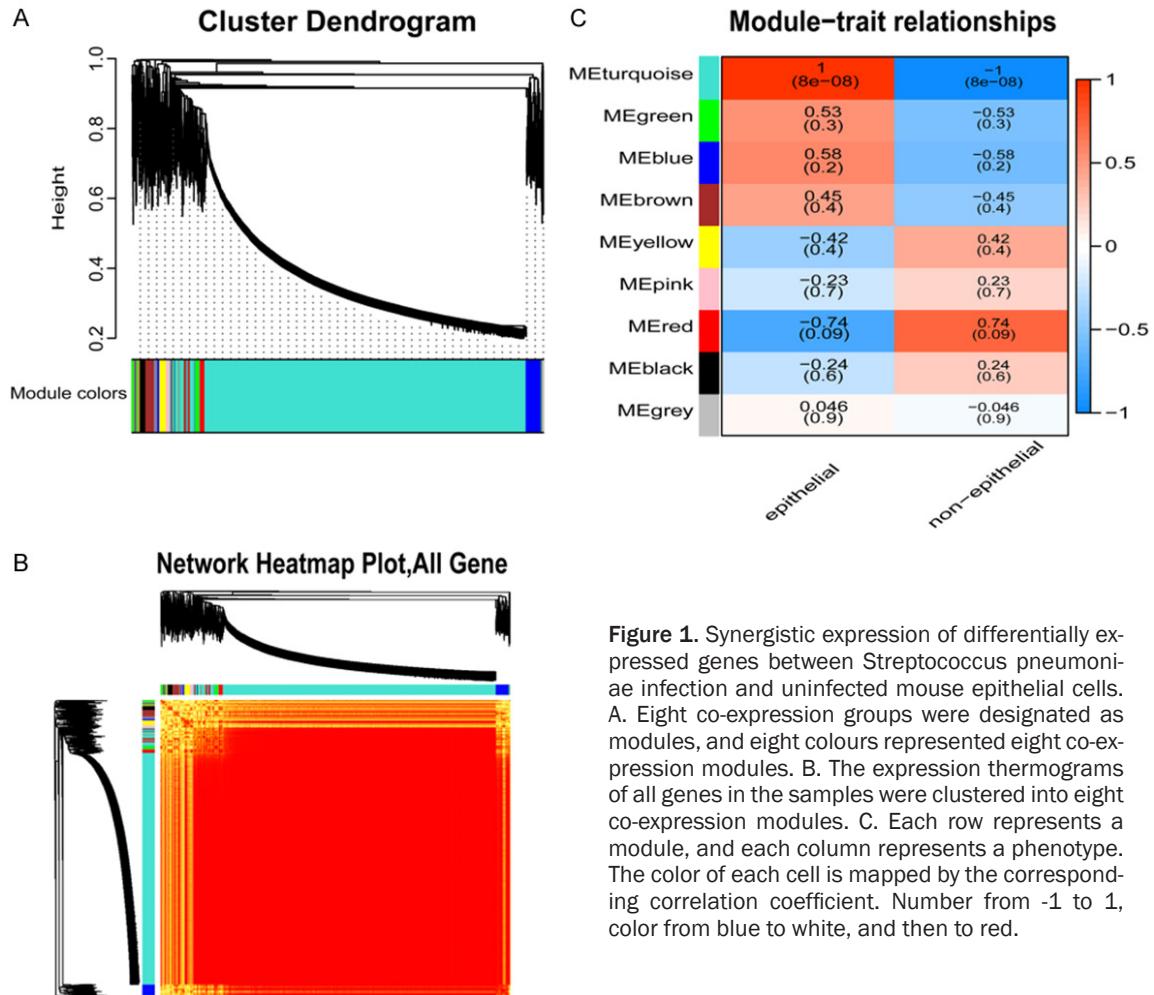 A
Cluster Dendrogram
Height
1.0
0.8
0.6
0.4
0.2
Module colors
C
Module−trait relationships
MEturquoise
1
(8e−08)
−1
(8e−08)
MEgreen
0.53
(0.3)
−0.53
(0.3)
MEblue
0.58
(0.2)
−0.58
(0.2)
MEbrown
0.45
(0.4)
−0.45
(0.4)
MEyellow
−0.42
(0.4)
0.42
(0.4)
MEpink
−0.23
(0.7)
0.23
(0.7)
MEred
−0.74
(0.09)
0.74
(0.09)
MEblack
−0.24
(0.6)
0.24
(0.6)
MEgrey
0.046
(0.9)
−0.046
(0.9)
epithelial
non−epithelial
1
0.5
0
−0.5
−1
B
Network Heatmap Plot,All Gene
Figure 1. Synergistic expression of differentially ex-
pressed genes between Streptococcus pneumoni-
ae infection and uninfected mouse epithelial cells.
A. Eight co-expression groups were designated as
modules, and eight colours represented eight co-ex-
pression modules. B. The expression thermograms
of all genes in the samples were clustered into eight
co-expression modules. C. Each row represents a
module, and each column represents a phenotype.
The color of each cell is mapped by the correspond-
ing correlation coefficient. Number from -1 to 1,
color from blue to white, and then to red.